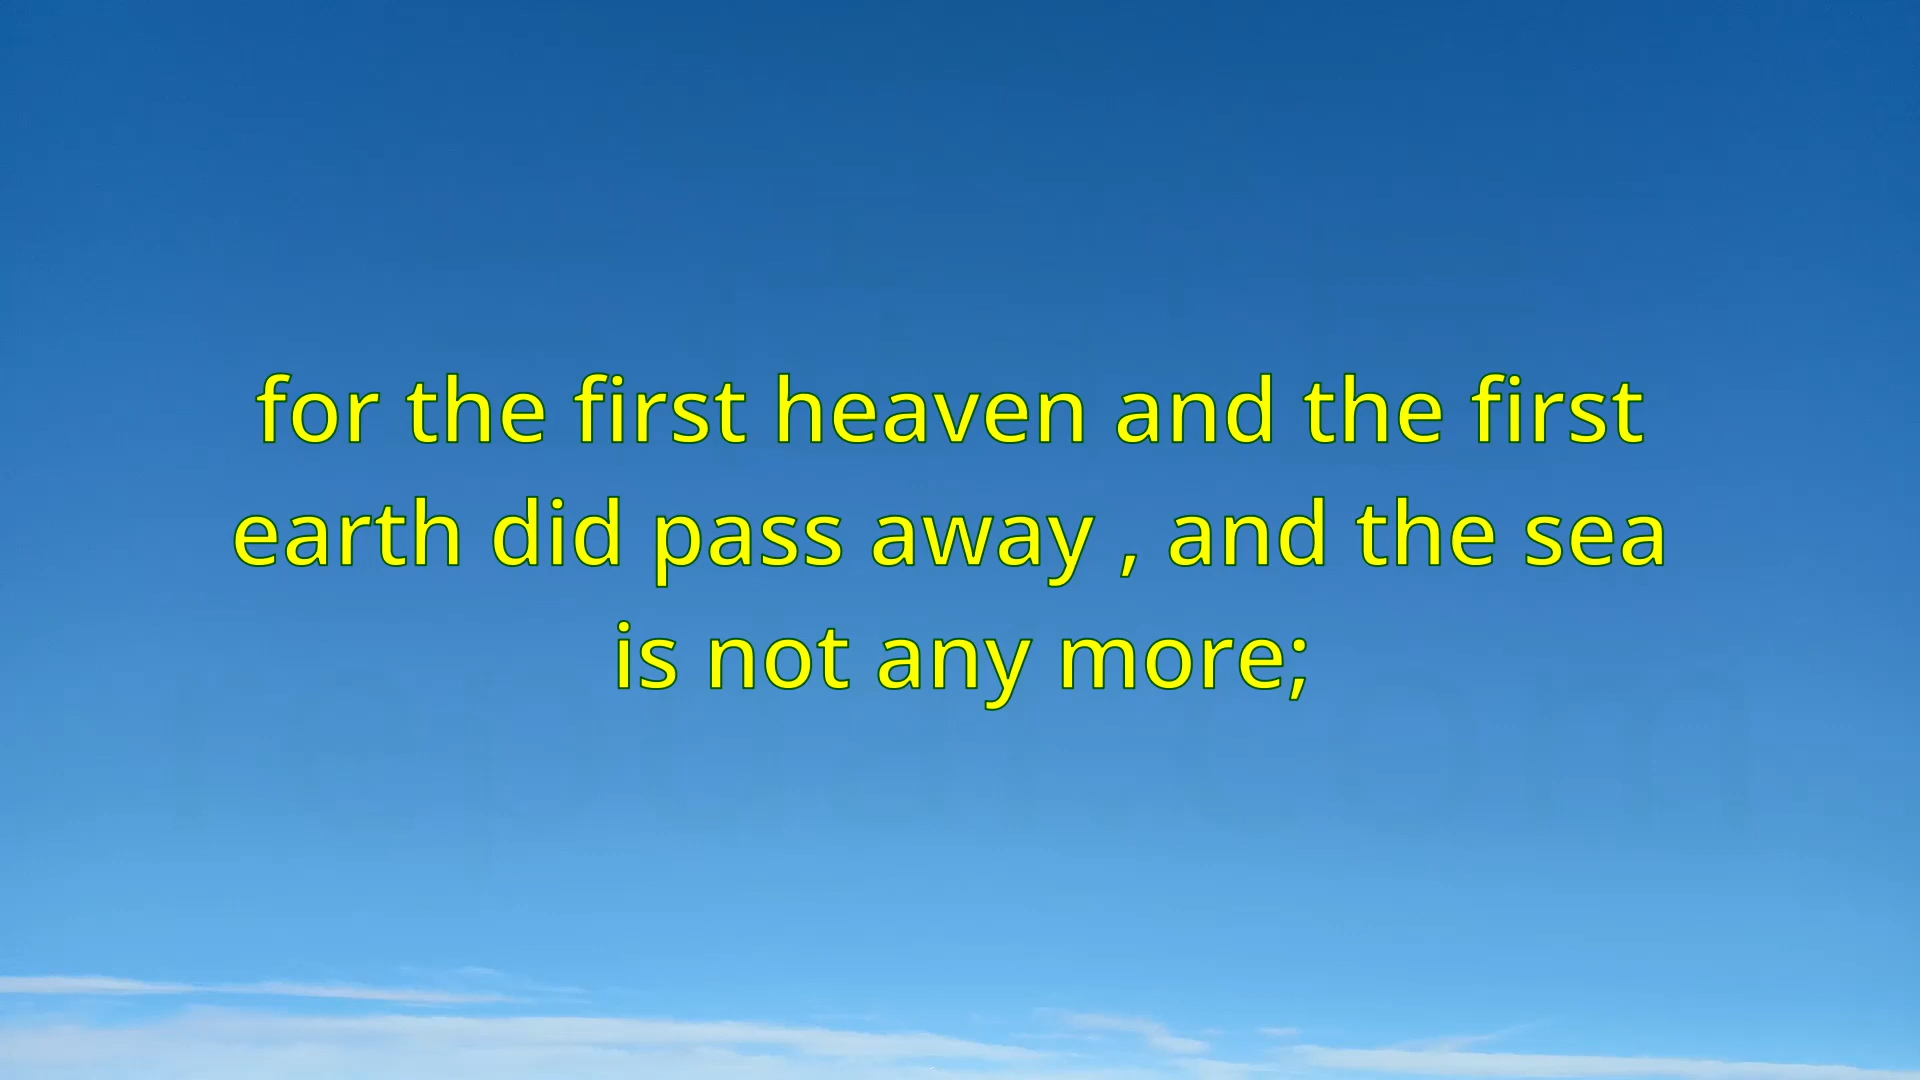 for the first heaven and the first
earth did pass away , and the sea
is not any more;